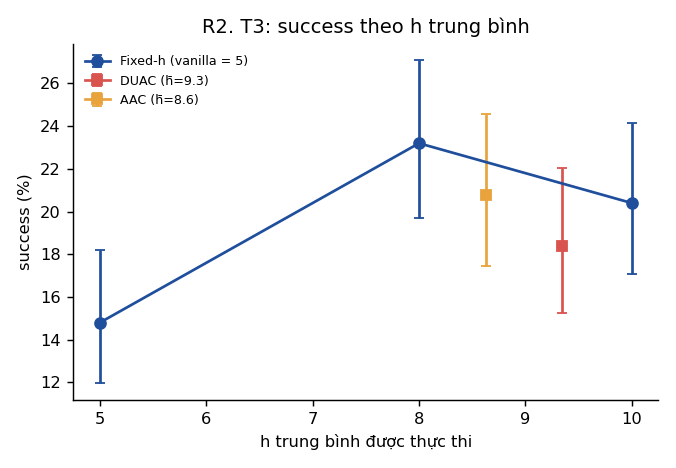 R2. T3: success theo h trung bình
Fixed-h (vanilla = 5)
DUAC (h̄=9.3)
AAC (h̄=8.6)
success (%)
26
24
22
20
18
16
14
12
5 6 7 8 9 10
h trung bình được thực thi